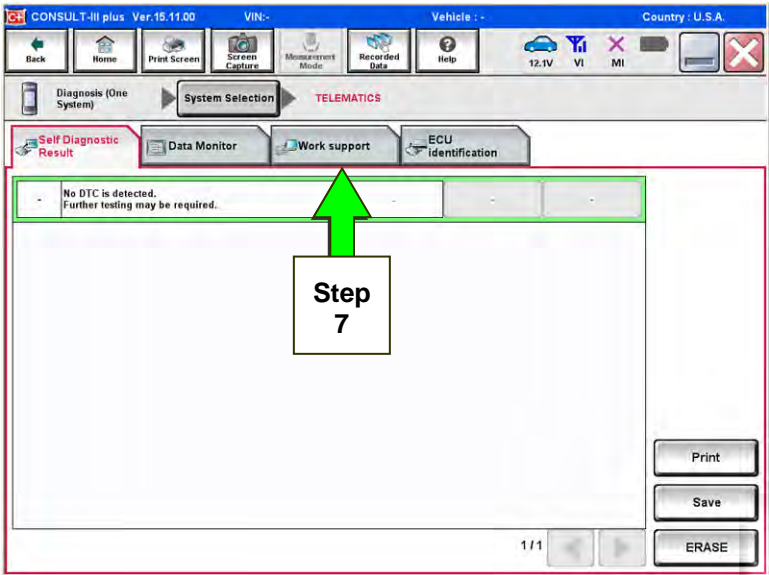 CONSULT-III plus Ver.15.11.00 VIN:- Vehicle : - Country : U.S.A.
Back
Home
Print Screen
Screen
Capture
Measurement
Mode
Recorded
Data
Help
12.1V
VI
MI
Diagnosis (One
System)
System Selection
TELEMATICS
Self Diagnostic
Result
Data Monitor
Work support
ECU
identification
-
No DTC is detected.
Further testing may be required.
-
-
-
Step
7
Print
Save
1/1
ERASE